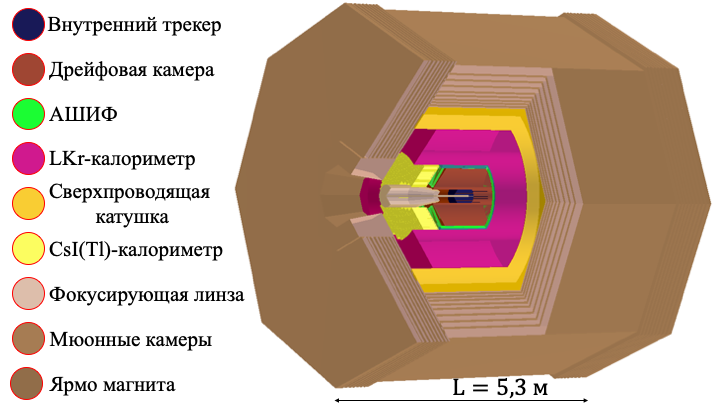 Внутренний трекер
Дрейфовая камера
АШИФ
LKr-калориметр
Сверхпроводящая
катушка
CsI(Tl)-калориметр
Фокусирующая линза
Мюонные камеры
Ярмо магнита
L = 5,3 м